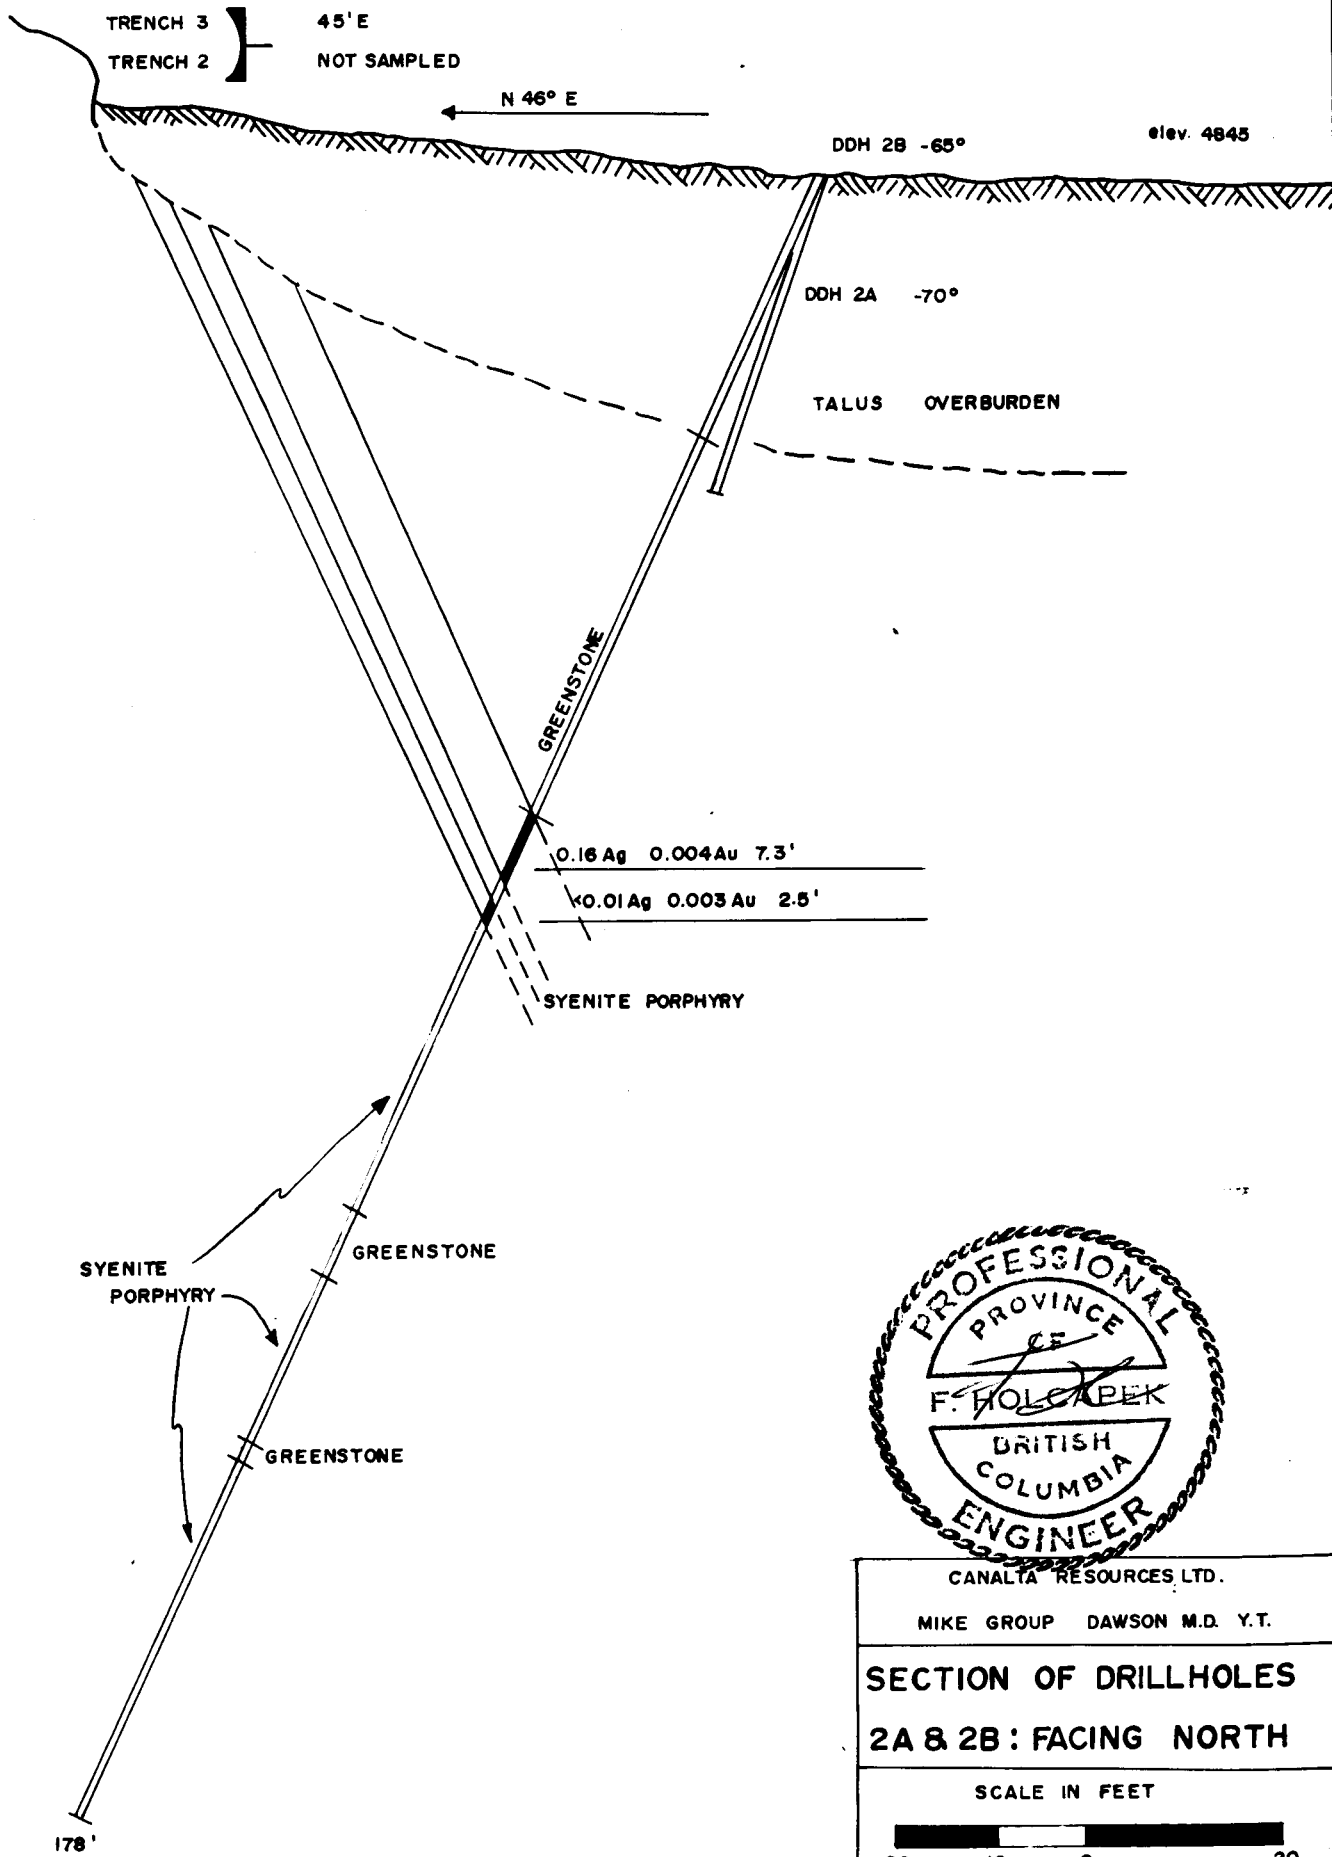 TRENCH 3 45'E
TRENCH 2 NOT SAMPLED
N 46° E
DDH 2B -65°
elev. 4845
DDH 2A -70°
TALUS OVERBURDEN
GREENSTONE
0.16 Ag 0.004 Au 7.3'
<0.01 Ag 0.003 Au 2.5'
SYENITE PORPHYRY
GREENSTONE
SYENITE
PORPHYRY
GREENSTONE
178'
PROFESSIONAL
PROVINCE
OF
F. HOLCAPEK
BRITISH
COLUMBIA
ENGINEER
CANALTA RESOURCES LTD.
MIKE GROUP DAWSON M.D. Y.T.
SECTION OF DRILLHOLES
2A & 2B : FACING NORTH
SCALE IN FEET